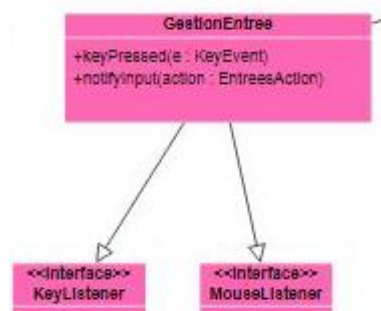 GestionEntree
+keyPressed(e : KeyEvent)
+notifyInput(action : EntreesAction)
<<Interface>>
KeyListener
<<Interface>>
MouseListener